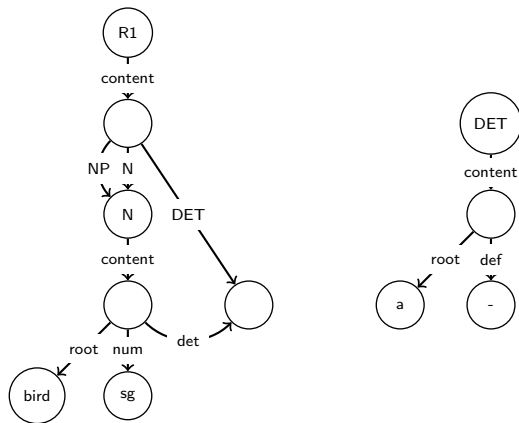 R1
content
DET
content
NP N
N
DET
content
root def
a -
root num det
bird sg